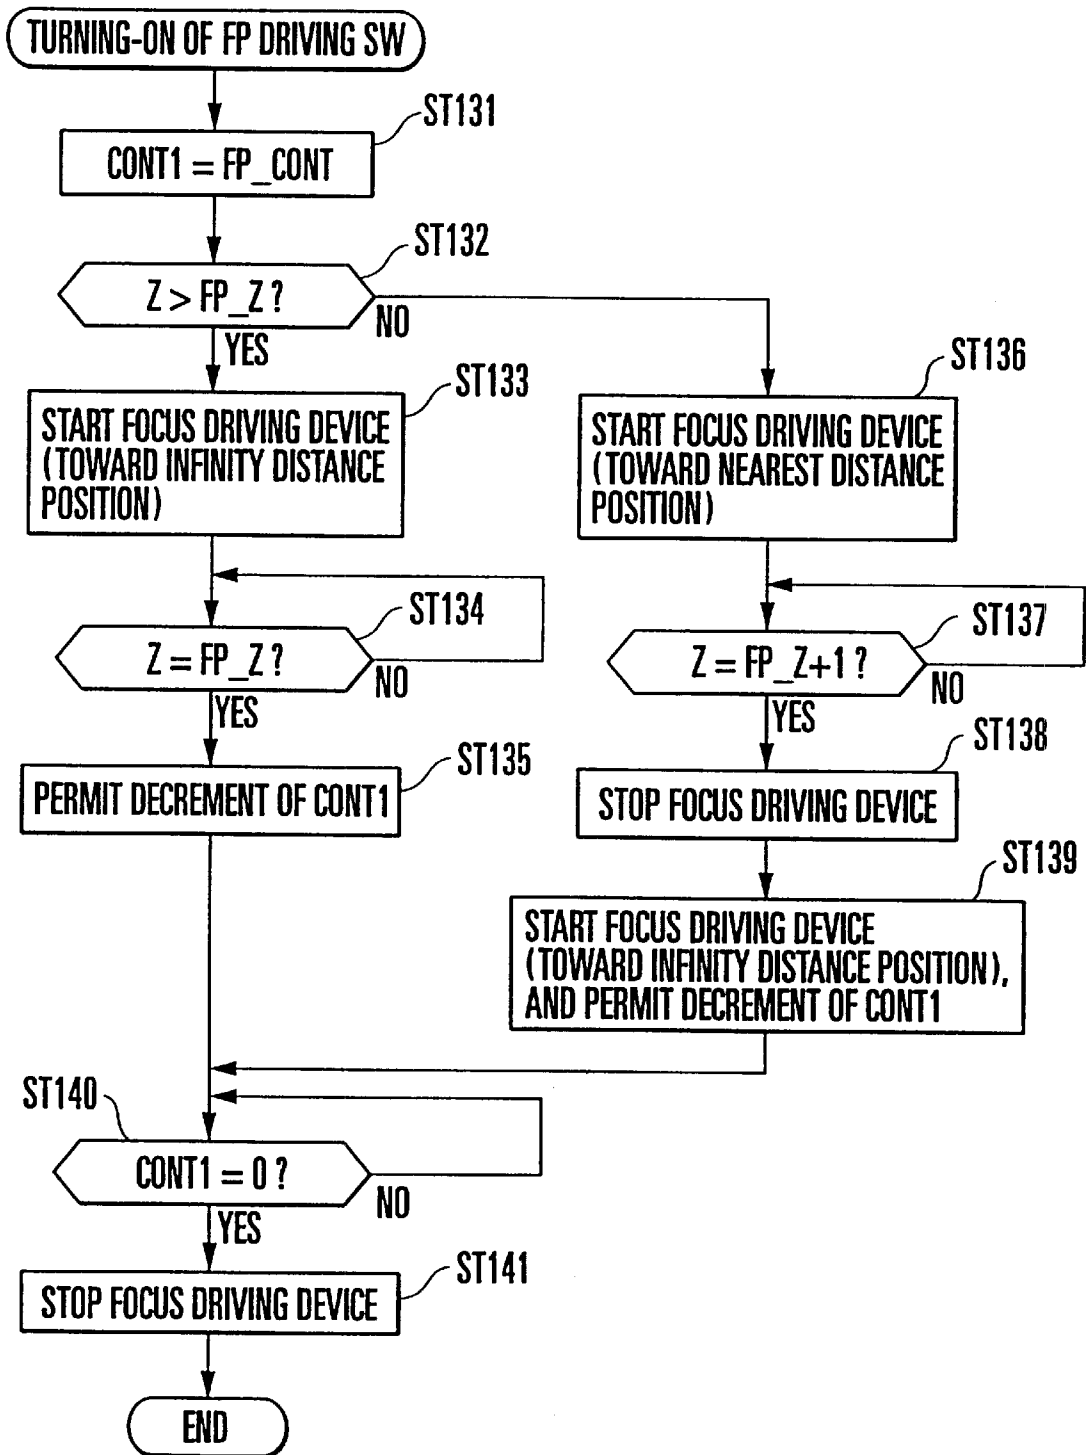 TURNING-ON OF FP DRIVING SW
ST131
CONT1 = FP_CONT
ST132
Z > FP_Z ?
NO
YES
ST133
START FOCUS DRIVING DEVICE
(TOWARD INFINITY DISTANCE
POSITION)
ST134
Z = FP_Z ?
NO
YES
ST135
PERMIT DECREMENT OF CONT1
ST136
START FOCUS DRIVING DEVICE
(TOWARD NEAREST DISTANCE
POSITION)
ST137
Z = FP_Z+1 ?
NO
YES
ST138
STOP FOCUS DRIVING DEVICE
ST139
START FOCUS DRIVING DEVICE
(TOWARD INFINITY DISTANCE POSITION),
AND PERMIT DECREMENT OF CONT1
ST140
CONT1 = 0 ?
NO
YES
ST141
STOP FOCUS DRIVING DEVICE
END